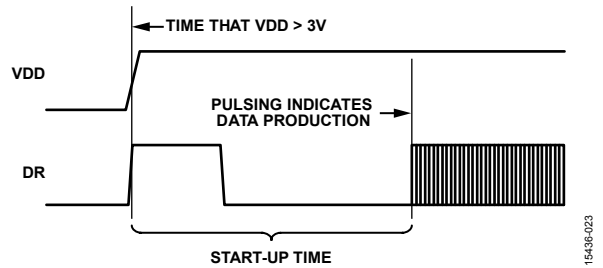 TIME THAT VDD > 3V
VDD
PULSING INDICATES
DATA PRODUCTION
DR
START-UP TIME
15436-023